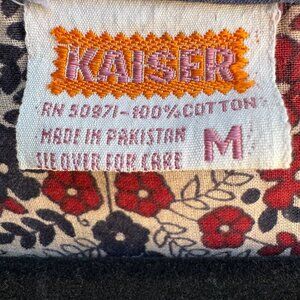 KAISER
RN 50971-100% COTTON
MADE IN PAKISTAN
M
SEE OVER FOR CARE